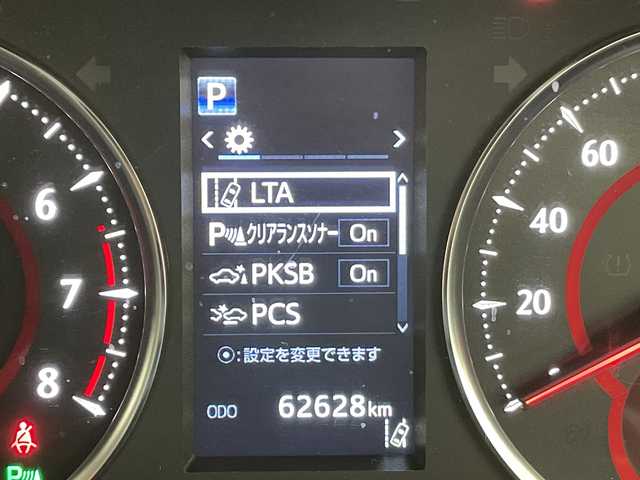 P
LTA
P クリアランスソナー On
PKSB On
PCS
:設定を変更できます
ODO 62628km
6
7
8
60
40
20
P